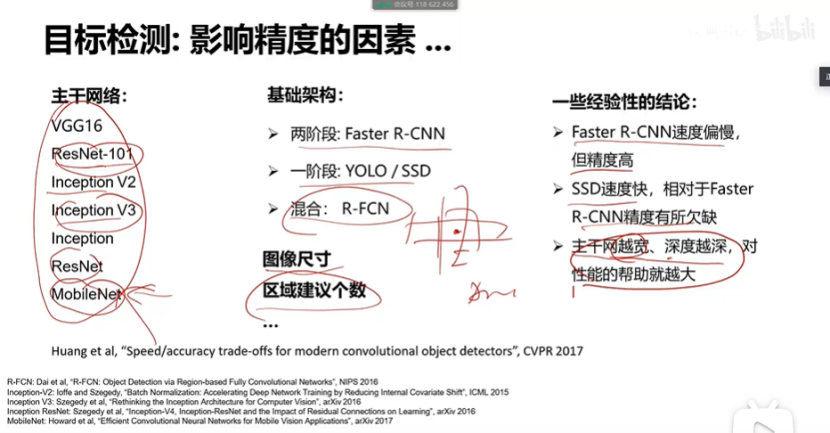 公众号 118 622 456
bilibili
目标检测: 影响精度的因素 ...
主干网络:
VGG16
ResNet-101
Inception V2
Inception V3
Inception
ResNet
MobileNet
基础架构:
➢ 两阶段: Faster R-CNN
➢ 一阶段: YOLO / SSD
➢ 混合: R-FCN
图像尺寸
区域建议个数
...
一些经验性的结论:
➢ Faster R-CNN速度偏慢,
但精度高
➢ SSD速度快，相对于Faster
R-CNN精度有所欠缺
➢ 主干网越宽、深度越深，对
性能的帮助就越大
Huang et al, “Speed/accuracy trade-offs for modern convolutional object detectors”, CVPR 2017
R-FCN: Dai et al, “R-FCN: Object Detection via Region-based Fully Convolutional Networks”, NIPS 2016
Inception-V2: Ioffe and Szegedy, “Batch Normalization: Accelerating Deep Network Training by Reducing Internal Covariate Shift”, ICML 2015
Inception V3: Szegedy et al, “Rethinking the Inception Architecture for Computer Vision”, arXiv 2016
Inception ResNet: Szegedy et al, “Inception-V4, Inception-ResNet and the Impact of Residual Connections on Learning”, arXiv 2016
MobileNet: Howard et al, “Efficient Convolutional Neural Networks for Mobile Vision Applications”, arXiv 2017